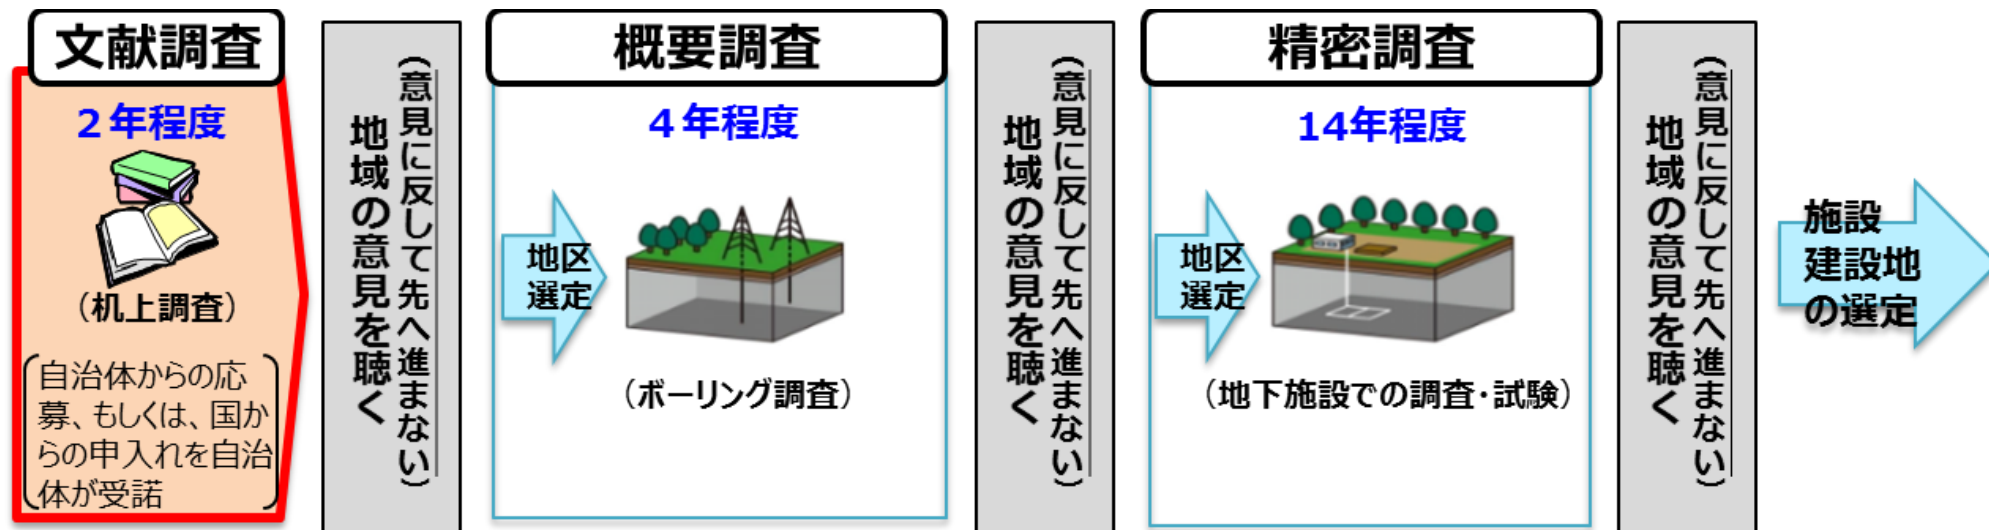 文献調査
2年程度
(机上調査)
自治体からの応
募、もしくは、国か
らの申入れを自治
体が受諾
地域の意見を聴く
(意見に反して先へ進まない)
概要調査
4年程度
地区
選定
(ボーリング調査)
地域の意見を聴く
(意見に反して先へ進まない)
精密調査
14年程度
地区
選定
(地下施設での調査・試験)
地域の意見を聴く
(意見に反して先へ進まない)
施設
建設地
の選定